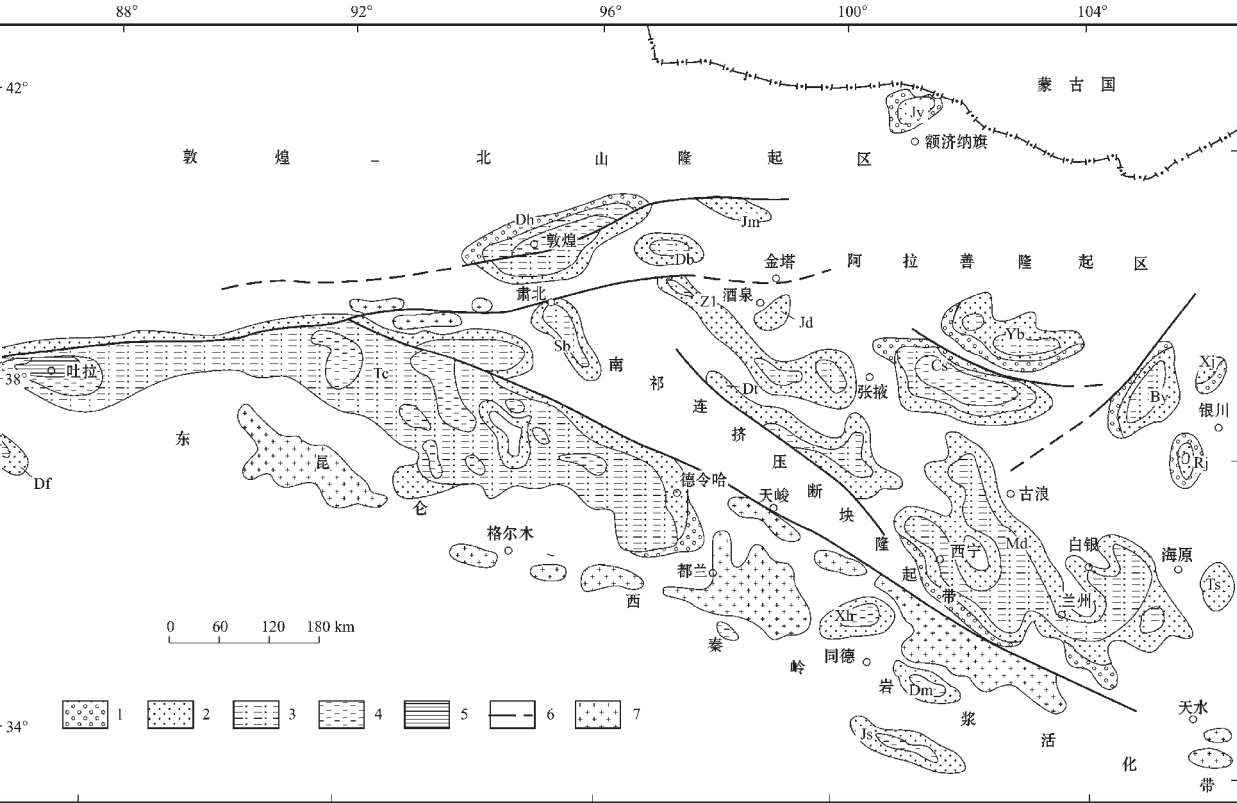 88° 92° 96° 100° 104°
42°
蒙古国
Jy
额济纳旗
敦煌-北山隆起区
Dh
Jm
敦煌
Db
金塔
阿拉善隆起区
肃北
Z1
酒泉
Jd
Sb
Yb
Cs
Xj
38°
吐拉
Tc
南祁连挤压断块隆起带
Dt
张掖
By
银川
东昆仑
Rj
Df
德令哈
天峻
古浪
格尔木
西宁
Md
白银
海原
都兰
Ts
兰州
西秦岭岩浆活化带
0 60 120 180 km
Xh
同德
Dm
天水
34°
1 2 3 4 5 6 7
Js